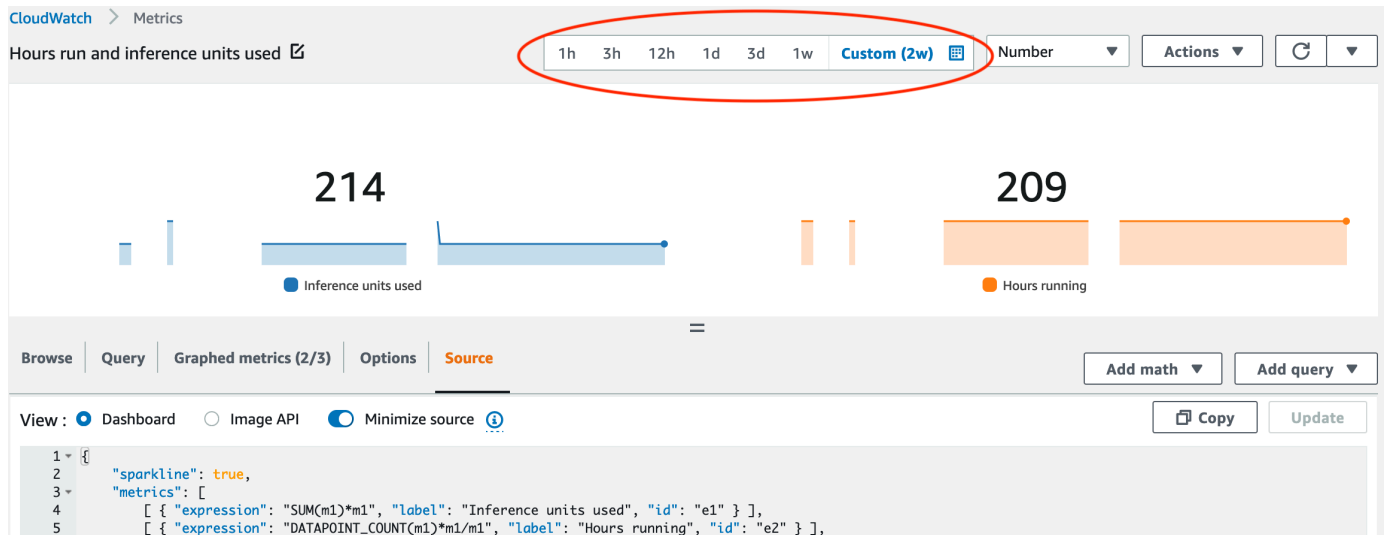 CloudWatch > Metrics
Hours run and inference units used
1h 3h 12h 1d 3d 1w Custom (2w)
Number
Actions
214
209
Inference units used
Hours running
Browse
Query
Graphed metrics (2/3)
Options
Source
Add math
Add query
View :
Dashboard
Image API
Minimize source
Copy
Update
1 {
2 "sparkline": true,
3 "metrics": [
4 [ { "expression": "SUM(m1)*m1", "label": "Inference units used", "id": "e1" } ],
5 [ { "expression": "DATAPOINT_COUNT(m1)*m1/m1", "label": "Hours running", "id": "e2" } ],